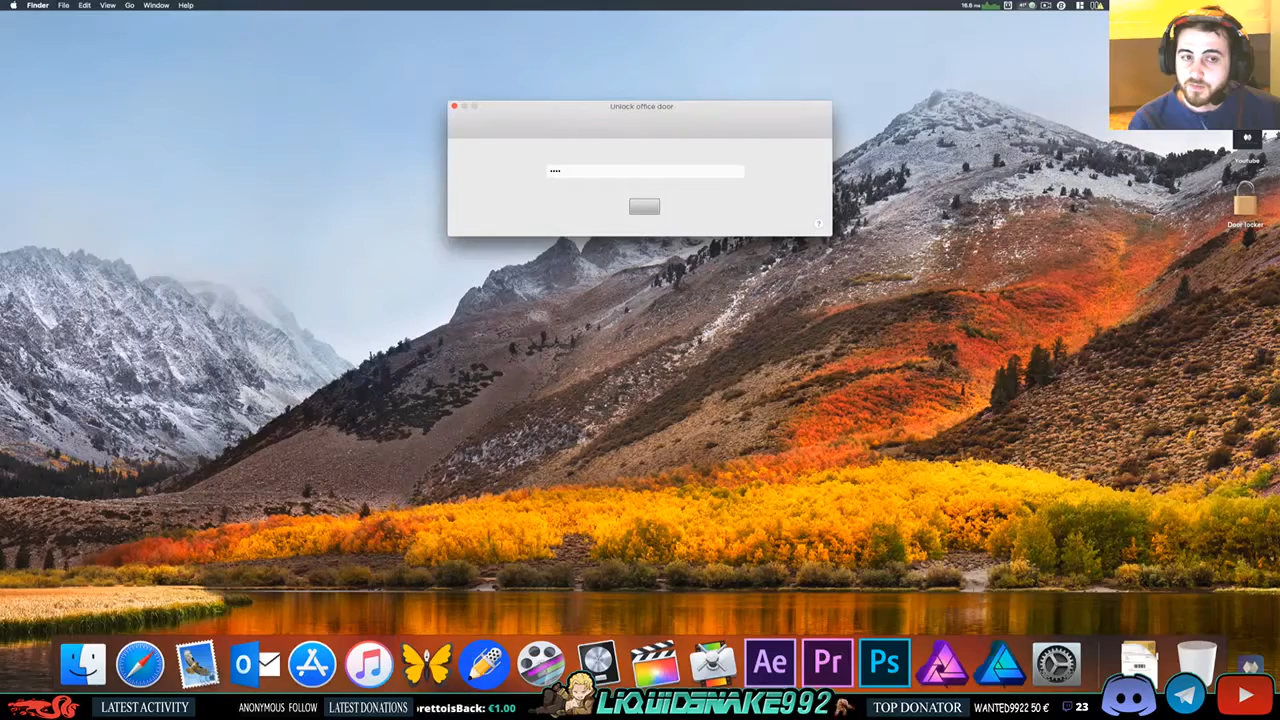 Finder File Edit View Go Window Help
Unlock office door
••••
?
Youtube
Door locker
Ae Pr Ps
LATEST ACTIVITY ANONYMOUS FOLLOW LATEST DONATIONS rettoisBack: €1.00 LIQUIDSNAKE992 TOP DONATOR WANTED9922 50 € 23